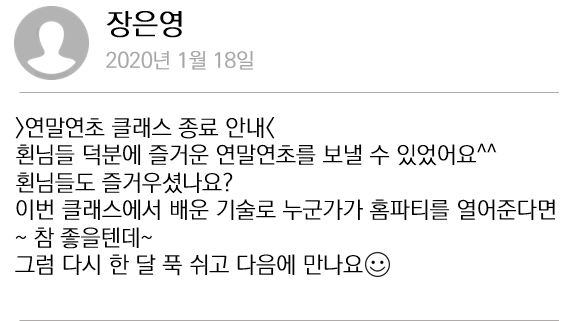 장은영
2020년 1월 18일
>연말연초 클래스 종료 안내<
횐님들 덕분에 즐거운 연말연초를 보낼 수 있었어요^^
횐님들도 즐거우셨나요?
이번 클래스에서 배운 기술로 누군가가 홈파티를 열어준다면
~ 참 좋을텐데~
그럼 다시 한 달 푹 쉬고 다음에 만나요☺